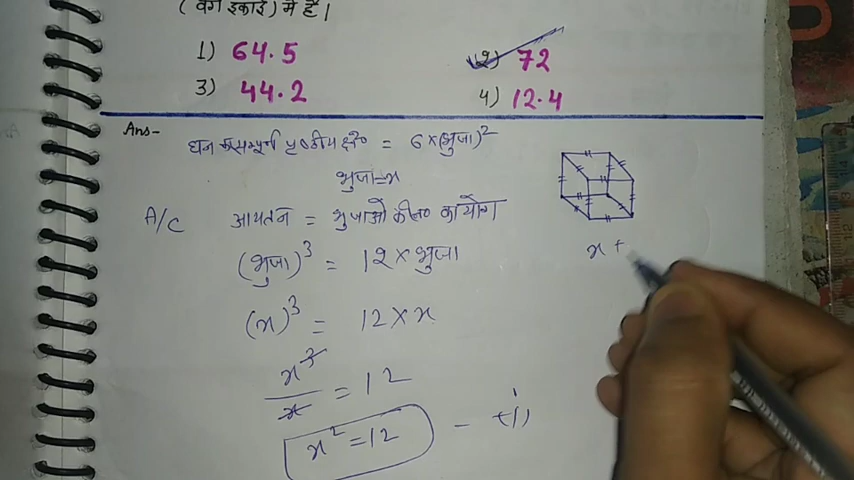 (वर्ग इकाई) में है।
1) 64.5
(2) 72
3) 44.2
4) 12.4
Ans-
घन का सम्पूर्ण पृष्ठीय क्षे० = 6 × (भुजा)²
भुजा = x
A/C आयतन = भुजाओं की ल० का योग
(भुजा)³ = 12 × भुजा
x +
(x)³ = 12 × x
x³/x = 12
x² = 12 - (i)